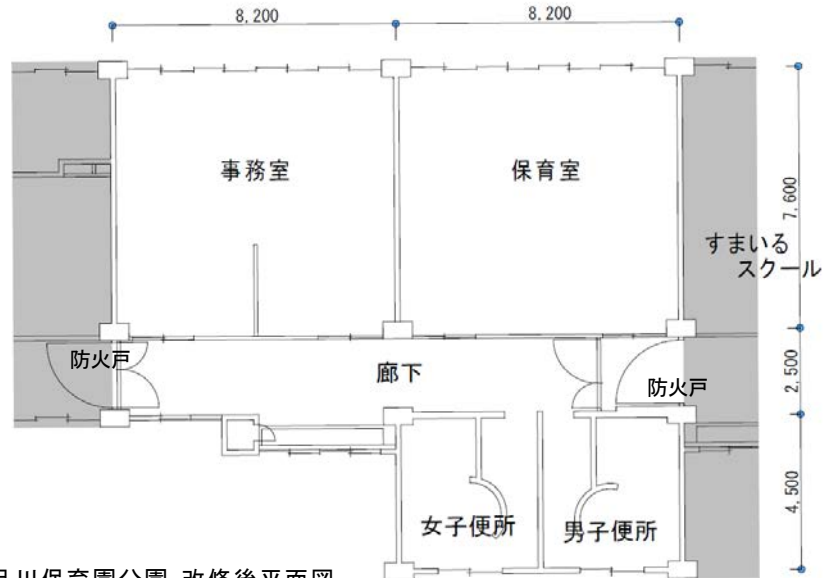 8,200
8,200
事務室
保育室
7,600
すまいる
スクール
防火戸
廊下
防火戸
2,500
女子便所
男子便所
4,500
川保育園公園 改修後平面図